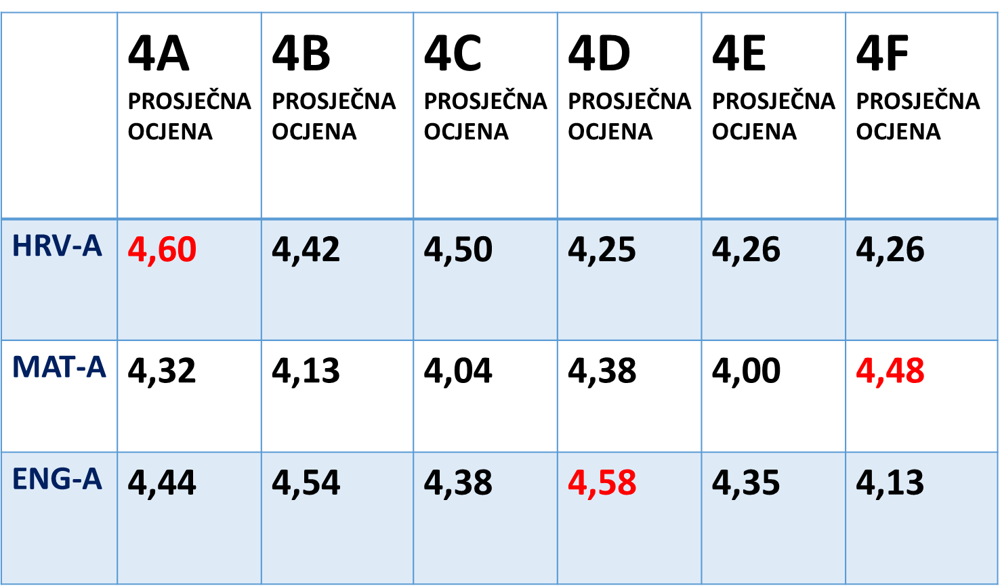 4A 4B 4C 4D 4E 4F
PROSJEČNA PROSJEČNA PROSJEČNA PROSJEČNA PROSJEČNA PROSJEČNA
OCJENA OCJENA OCJENA OCJENA OCJENA OCJENA
HRV-A 4,60 4,42 4,50 4,25 4,26 4,26
MAT-A 4,32 4,13 4,04 4,38 4,00 4,48
ENG-A 4,44 4,54 4,38 4,58 4,35 4,13